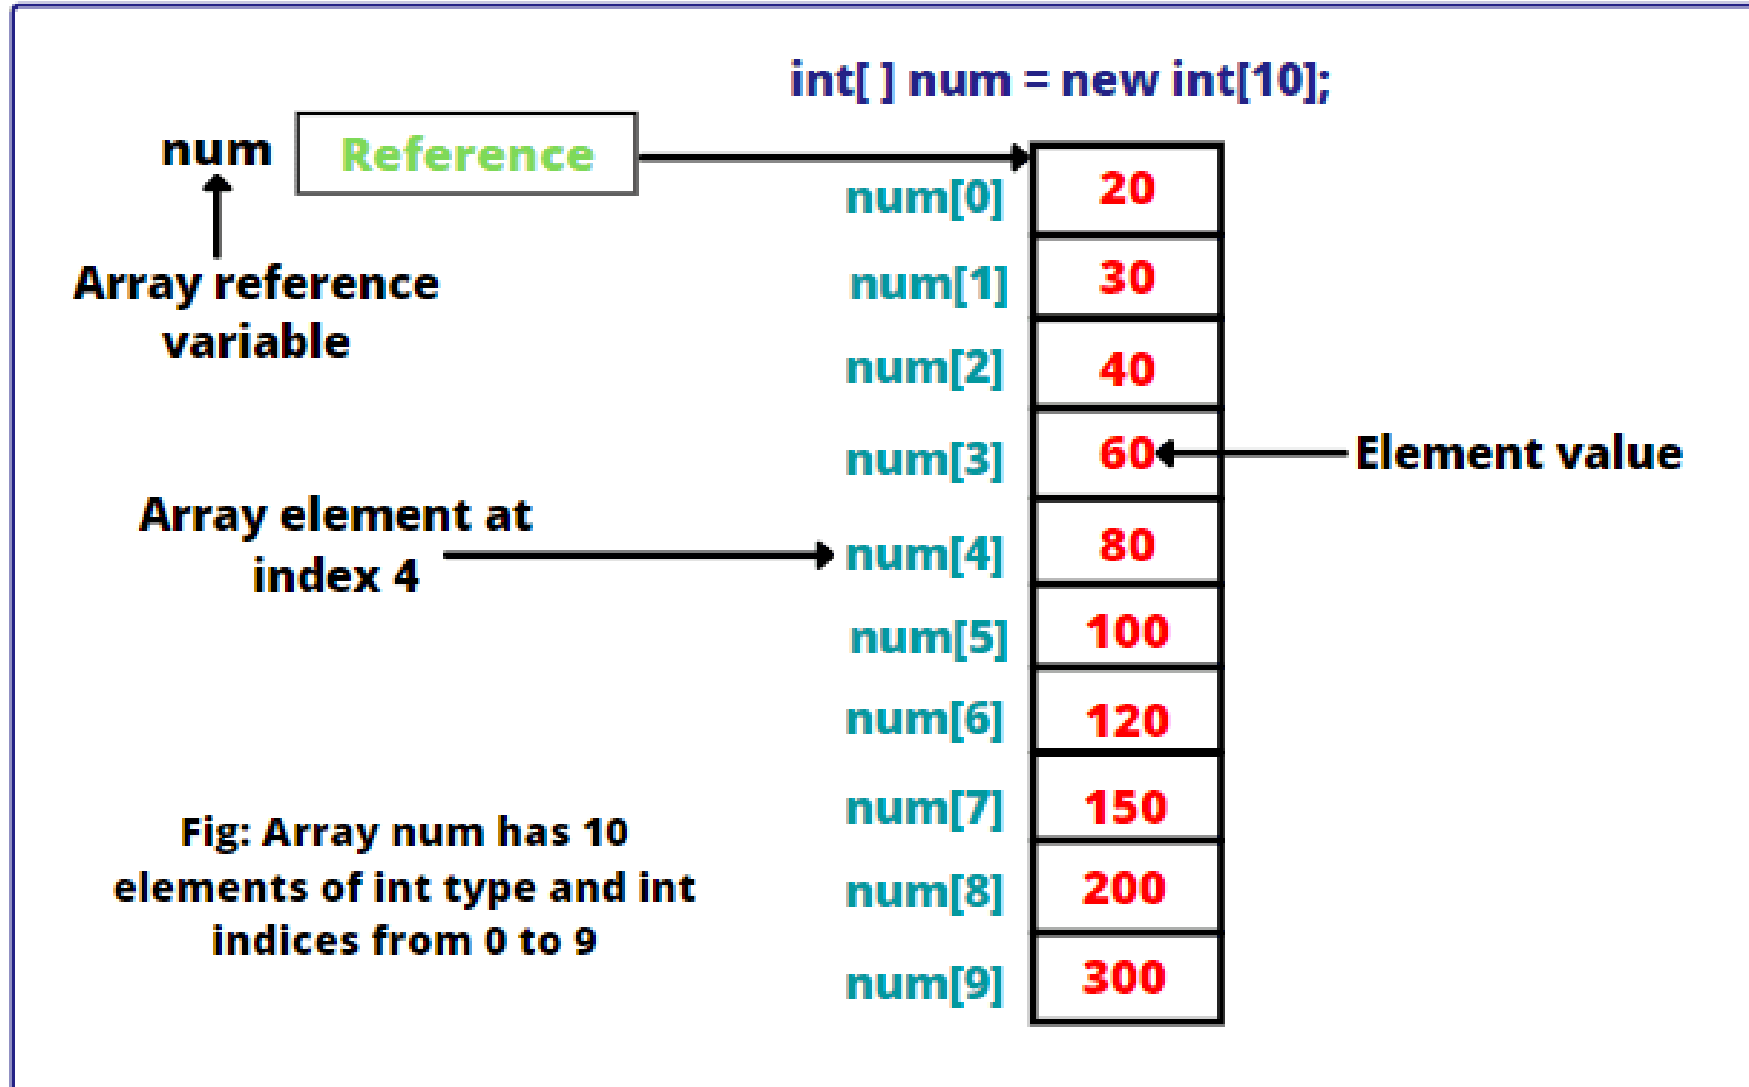 int[ ] num = new int[10];
num
Reference
Array reference
variable
num[0] 20
num[1] 30
num[2] 40
num[3] 60
Element value
Array element at
index 4
num[4] 80
num[5] 100
num[6] 120
num[7] 150
num[8] 200
num[9] 300
Fig: Array num has 10
elements of int type and int
indices from 0 to 9